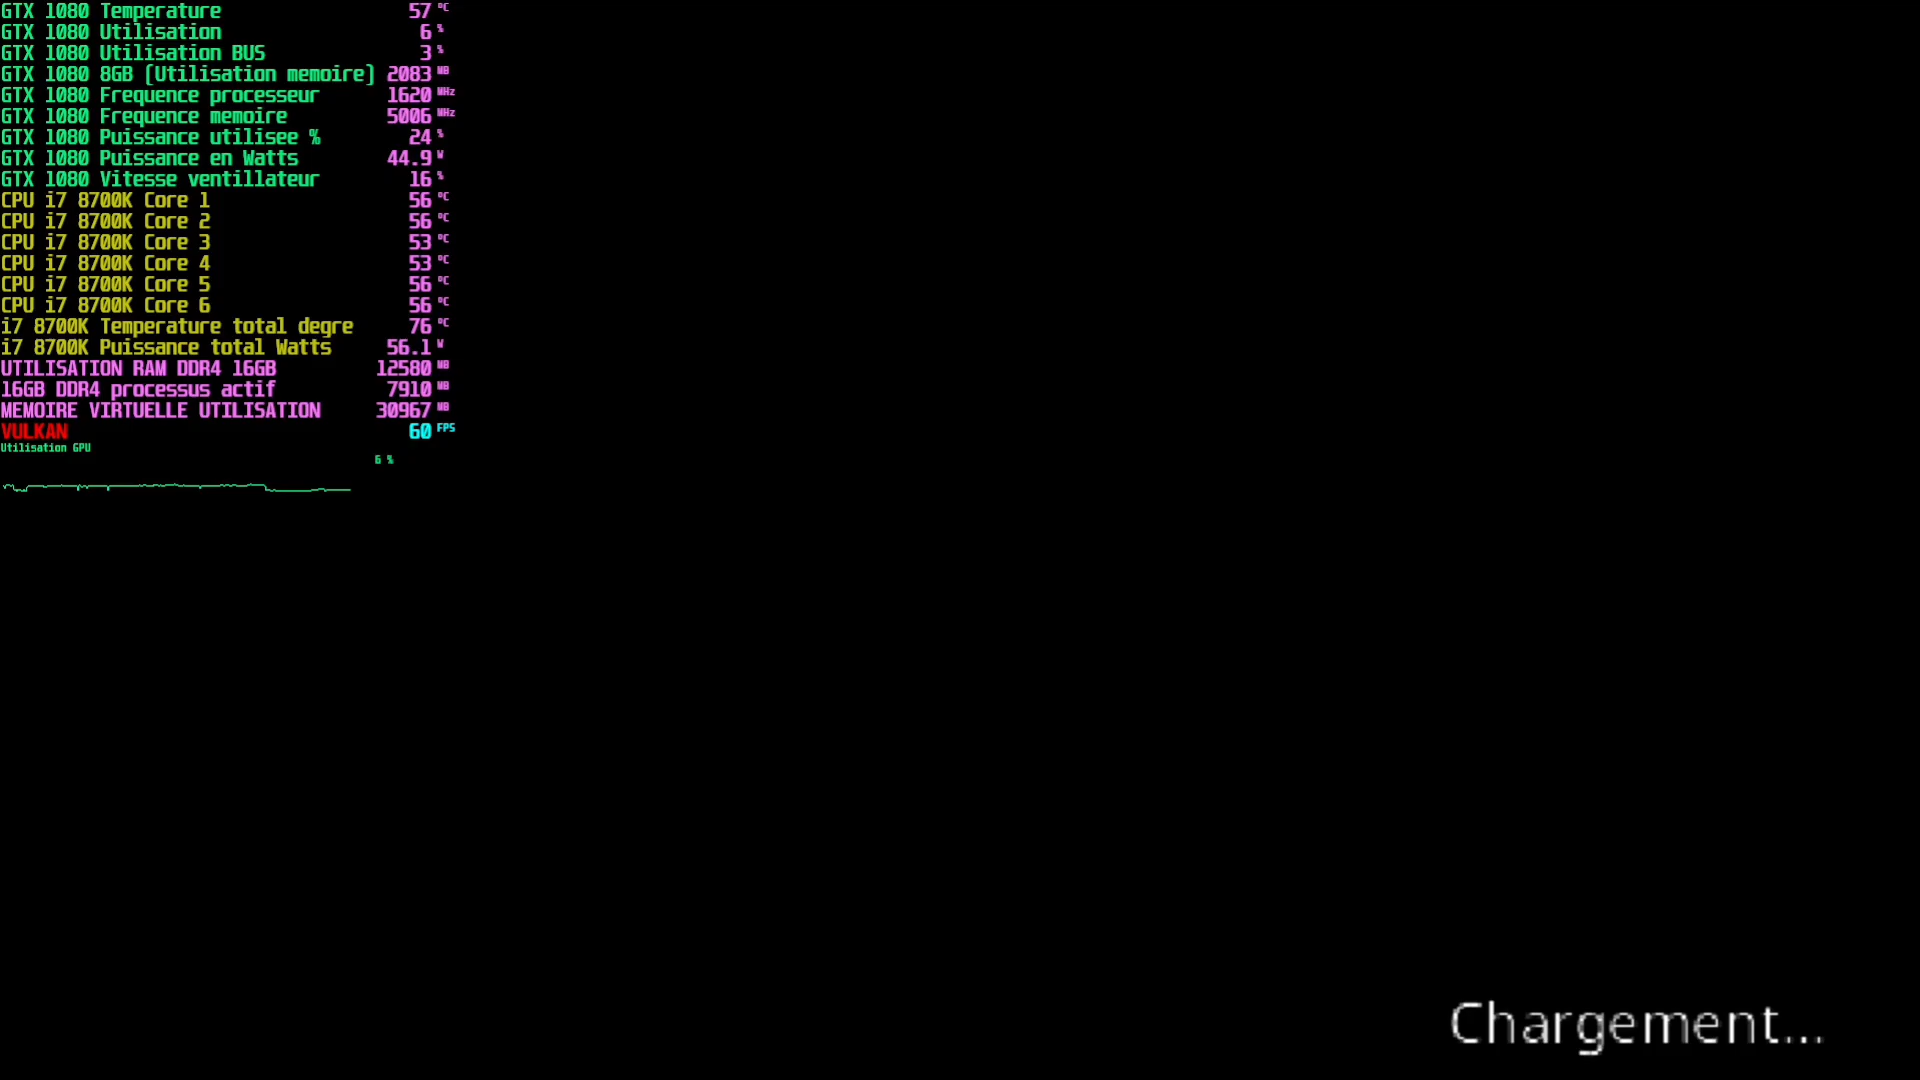 GTX 1080 Temperature 57 °C
GTX 1080 Utilisation 6 %
GTX 1080 Utilisation BUS 3 %
GTX 1080 8GB [Utilisation memoire] 2083 MB
GTX 1080 Frequence processeur 1620 MHz
GTX 1080 Frequence memoire 5006 MHz
GTX 1080 Puissance utilisee % 24 %
GTX 1080 Puissance en Watts 44.9 W
GTX 1080 Vitesse ventillateur 16 %
CPU i7 8700K Core 1 56 °C
CPU i7 8700K Core 2 56 °C
CPU i7 8700K Core 3 53 °C
CPU i7 8700K Core 4 53 °C
CPU i7 8700K Core 5 56 °C
CPU i7 8700K Core 6 56 °C
i7 8700K Temperature total degre 76 °C
i7 8700K Puissance total Watts 56.1 W
UTILISATION RAM DDR4 16GB 12580 MB
16GB DDR4 processus actif 7910 MB
MEMOIRE VIRTUELLE UTILISATION 30967 MB
VULKAN 60 FPS
Utilisation GPU
6 %
Chargement...